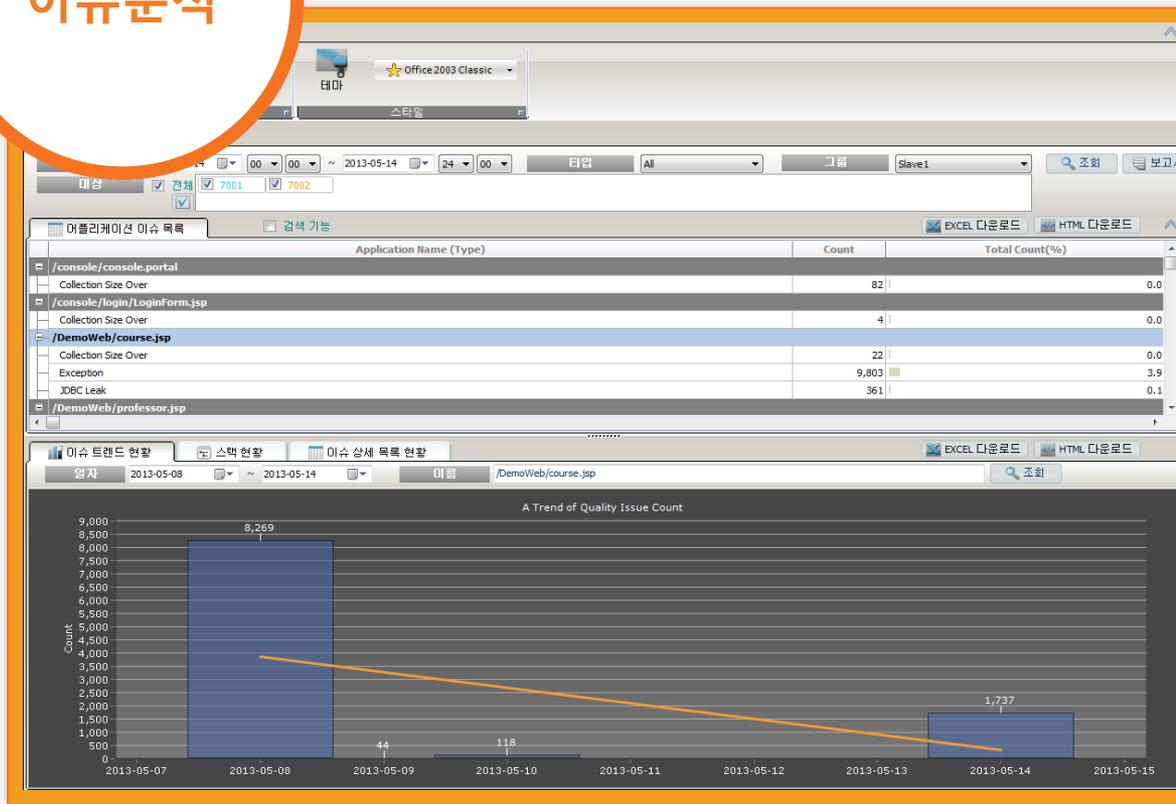 이슈분석
테마
Office 2003 Classic
스타일
00 00 ~ 2013-05-14 24 00 타입 All 그룹 Slave1 조회
대상 전체 7001 7002
어플리케이션 이슈 목록 검색 기능 EXCEL 다운로드 HTML 다운로드
Application Name (Type) Count Total Count(%)
/console/console.portal
Collection Size Over 82 0.0
/console/login/LoginForm.jsp
Collection Size Over 4 0.0
/DemoWeb/course.jsp
Collection Size Over 22 0.0
Exception 9,803 3.9
JDBC Leak 361 0.1
/DemoWeb/professor.jsp
이슈 트렌드 현황 스택 현황 이슈 상세 목록 현황 EXCEL 다운로드 HTML 다운로드
일자 2013-05-08 ~ 2013-05-14 이름 /DemoWeb/course.jsp 조회
A Trend of Quality Issue Count
9,000
8,500
8,000
7,500
7,000
6,500
6,000
5,500
5,000
4,500
4,000
3,500
3,000
2,500
2,000
1,500
1,000
500
0
Count
8,269
44
118
1,737
2013-05-07 2013-05-08 2013-05-09 2013-05-10 2013-05-11 2013-05-12 2013-05-13 2013-05-14 2013-05-15